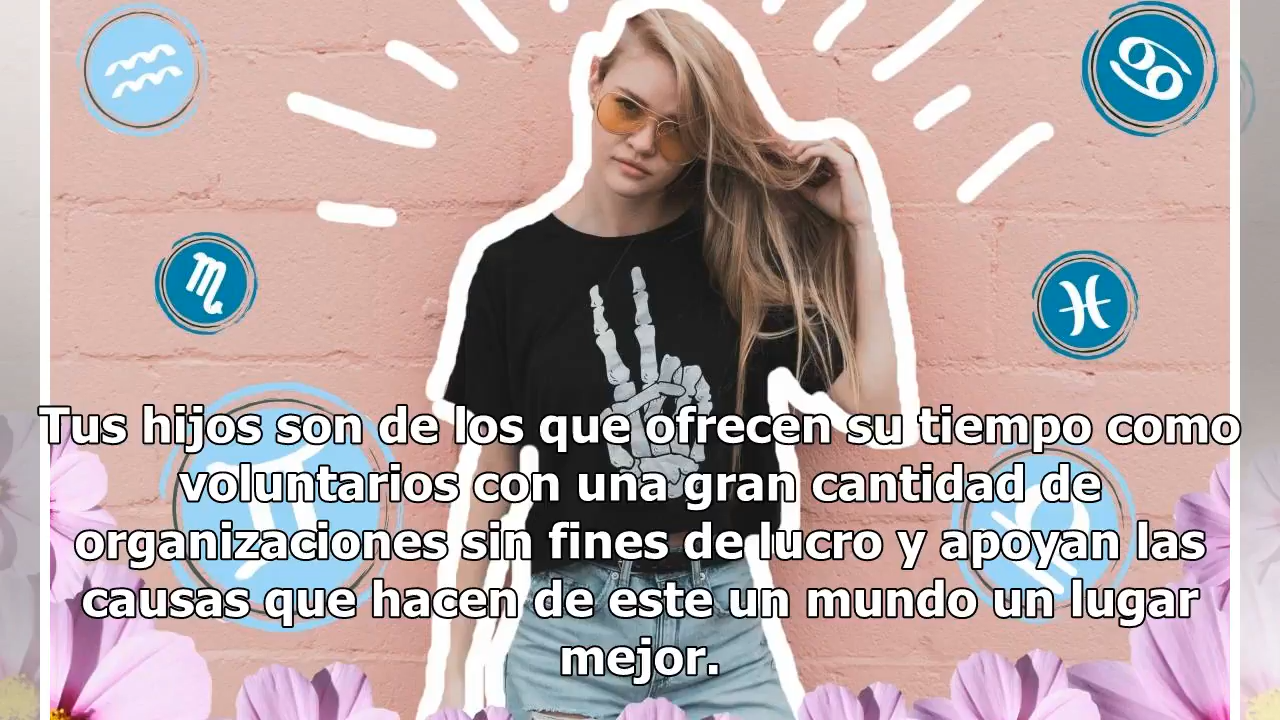 Tus hijos son de los que ofrecen su tiempo como
voluntarios con una gran cantidad de
organizaciones sin fines de lucro y apoyan las
causas que hacen de este un mundo un lugar
mejor.